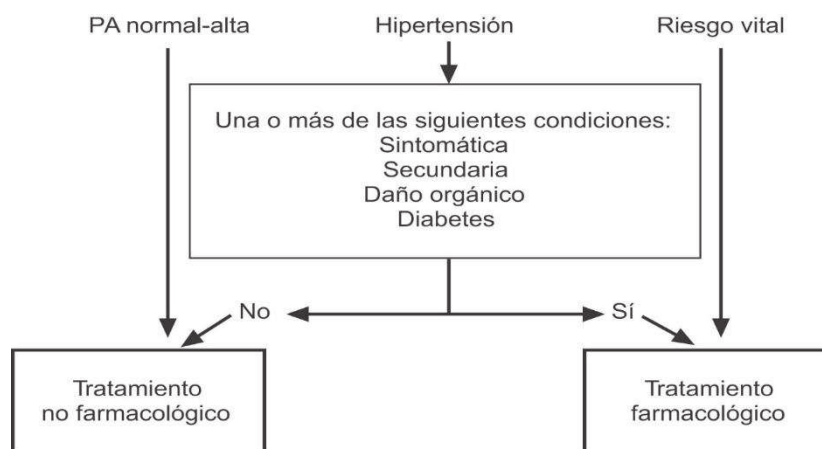 PA normal-alta
Hipertensión
Riesgo vital
Una o más de las siguientes condiciones:
Sintomática
Secundaria
Daño orgánico
Diabetes
No
Sí
Tratamiento
no farmacológico
Tratamiento
farmacológico